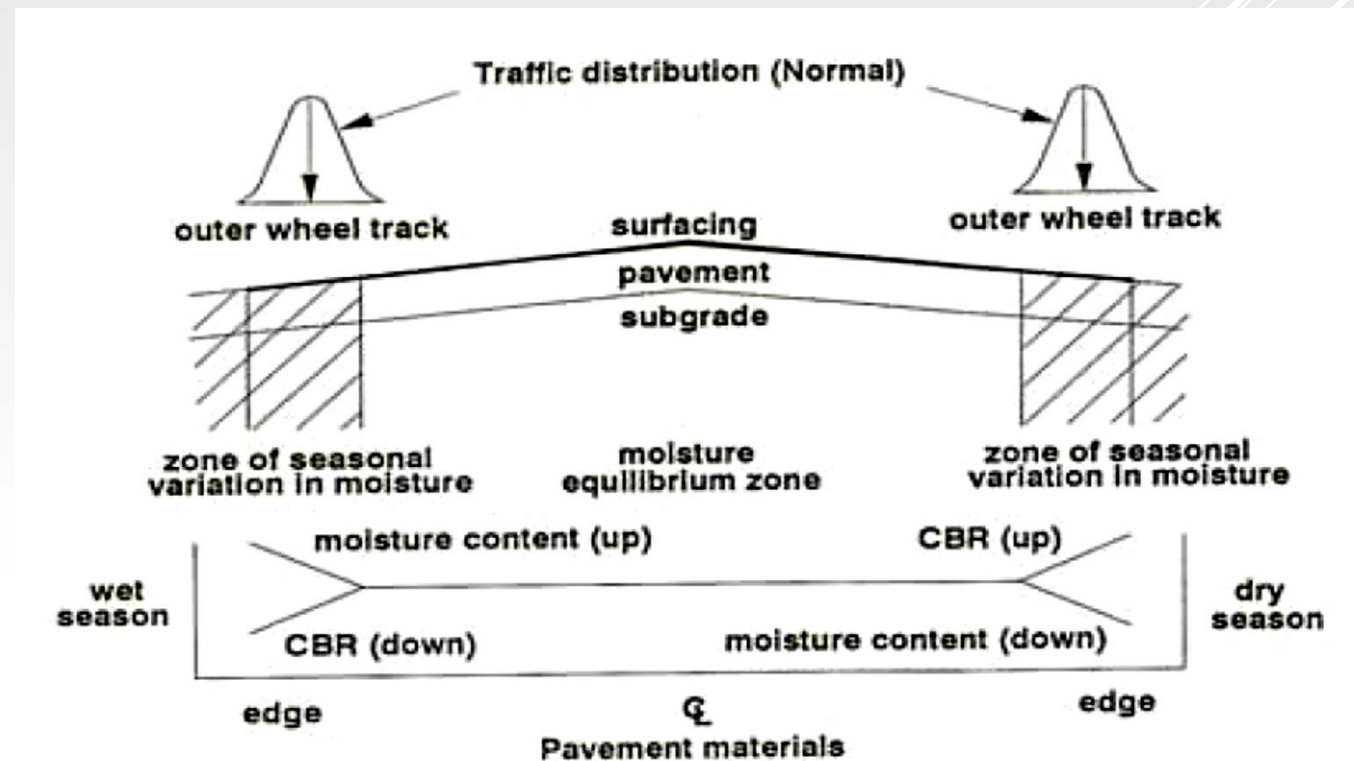 Traffic distribution (Normal)
outer wheel track
surfacing
outer wheel track
pavement
subgrade
zone of seasonal
variation in moisture
moisture
equilibrium zone
zone of seasonal
variation in moisture
moisture content (up)
CBR (up)
wet
season
dry
season
CBR (down)
moisture content (down)
edge
℄
edge
Pavement materials